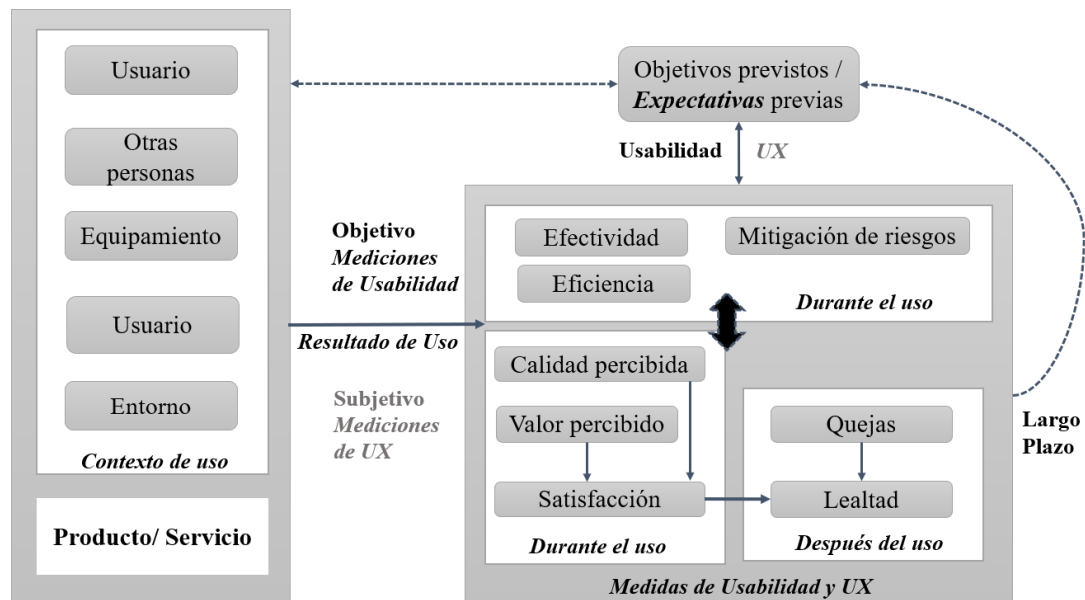 Usuario
Otras
personas
Equipamiento
Usuario
Entorno
Contexto de uso
Producto/ Servicio
Objetivos previstos /
Expectativas previas
Usabilidad
UX
Objetivo
Mediciones
de Usabilidad
Resultado de Uso
Subjetivo
Mediciones
de UX
Efectividad
Mitigación de riesgos
Eficiencia
Durante el uso
Calidad percibida
Valor percibido
Satisfacción
Durante el uso
Quejas
Lealtad
Después del uso
Medidas de Usabilidad y UX
Largo
Plazo